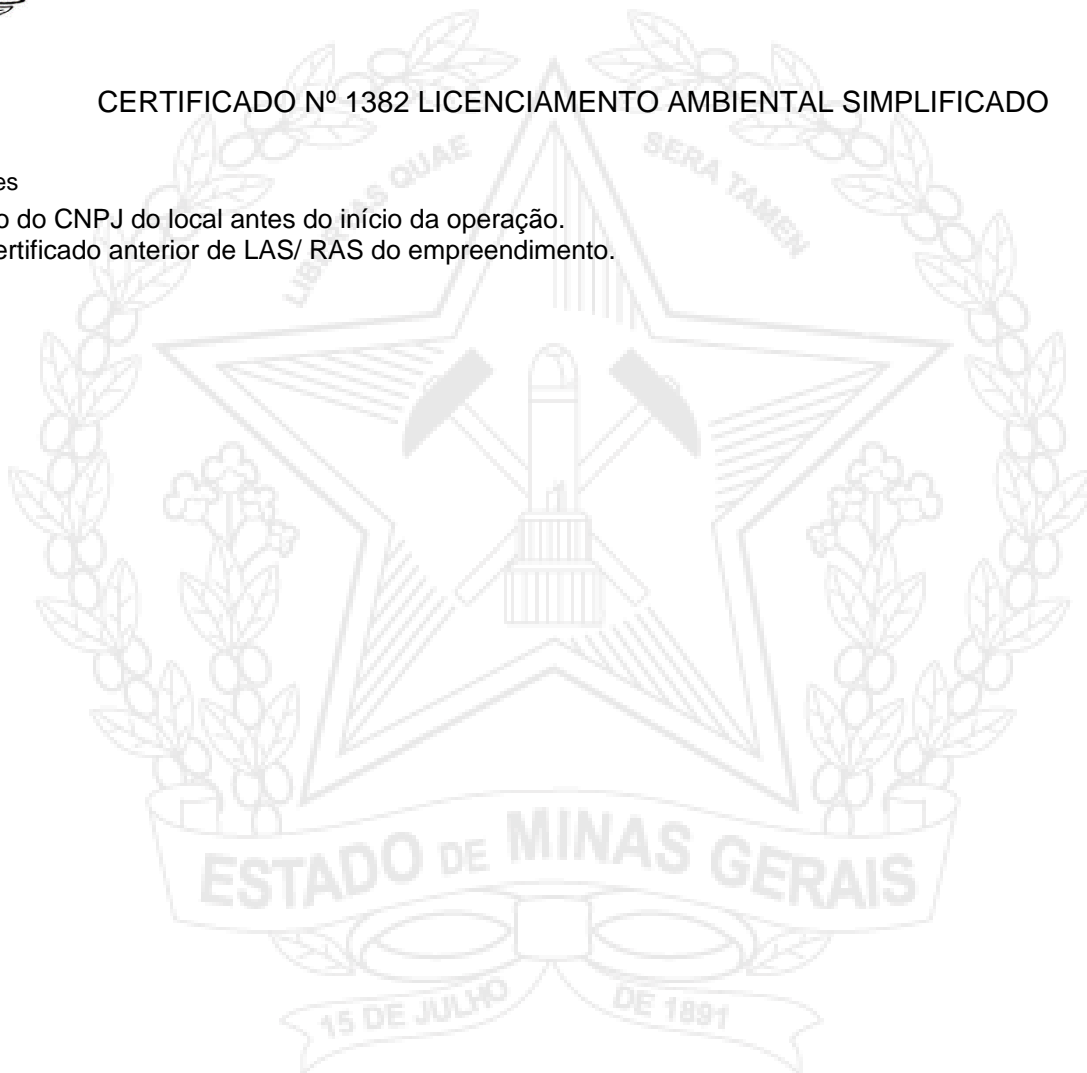 CERTIFICADO Nº 1382 LICENCIAMENTO AMBIENTAL SIMPLIFICADO
LIBERTAS QUAE SERA TAMEN
es
o do CNPJ do local antes do início da operação.
ertificado anterior de LAS/ RAS do empreendimento.
ESTADO DE MINAS GERAIS
15 DE JULHO DE 1891